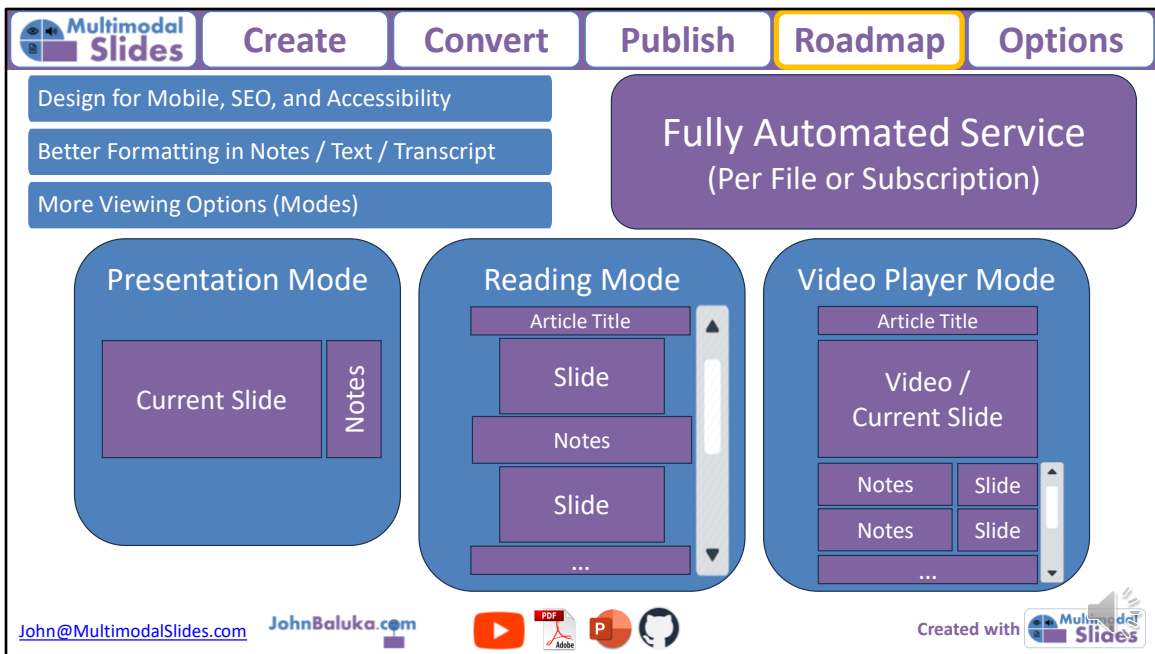 Multimodal
Slides
Create
Convert
Publish
Roadmap
Options
Design for Mobile, SEO, and Accessibility
Better Formatting in Notes / Text / Transcript
More Viewing Options (Modes)
Fully Automated Service
(Per File or Subscription)
Presentation Mode
Current Slide
Notes
Reading Mode
Article Title
Slide
Notes
Slide
...
Video Player Mode
Article Title
Video /
Current Slide
Notes
Slide
Notes
Slide
...
John@MultimodalSlides.com
JohnBaluka.com
PDF
Adobe
P
Created with
Multimodal
Slides